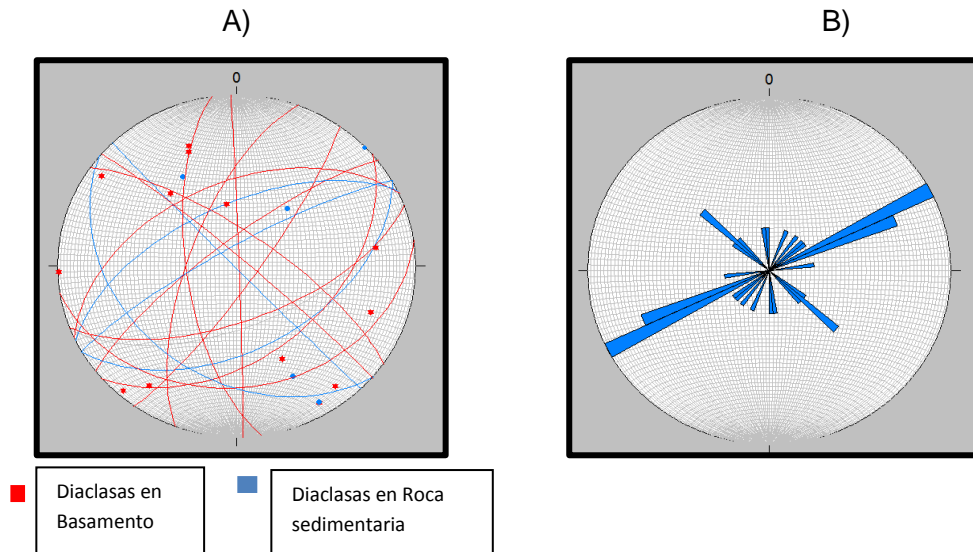 A)
B)
0
0
Diaclasas en
Basamento
Diaclasas en Roca
sedimentaria